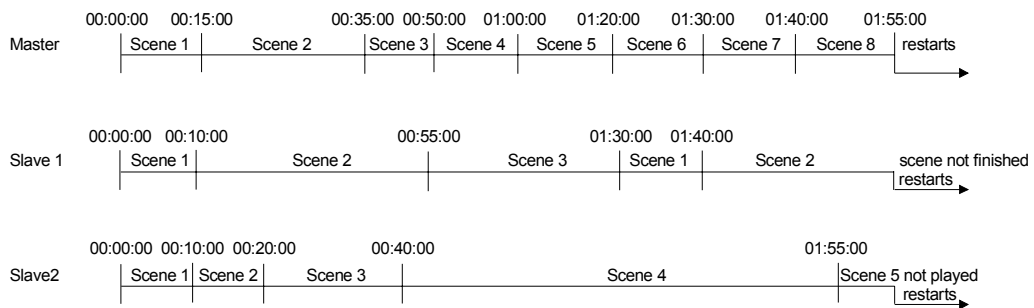 00:00:00 00:15:00 00:35:00 00:50:00 01:00:00 01:20:00 01:30:00 01:40:00 01:55:00
Master Scene 1 Scene 2 Scene 3 Scene 4 Scene 5 Scene 6 Scene 7 Scene 8 restarts
00:00:00 00:10:00 00:55:00 01:30:00 01:40:00
Slave 1 Scene 1 Scene 2 Scene 3 Scene 1 Scene 2 scene not finished
restarts
00:00:00 00:10:00 00:20:00 00:40:00 01:55:00
Slave2 Scene 1 Scene 2 Scene 3 Scene 4 Scene 5 not played
restarts